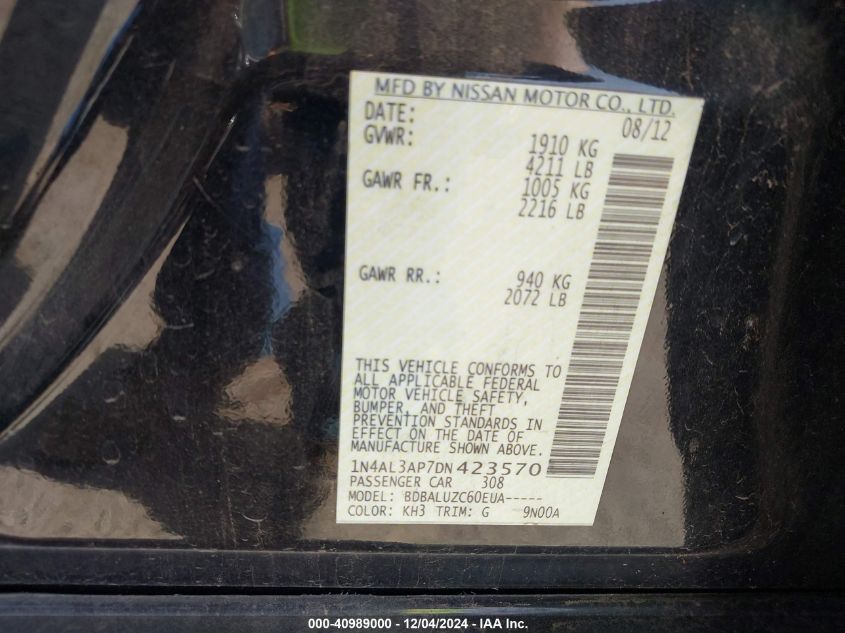 MFD BY NISSAN MOTOR CO., LTD.
DATE: 08/12
GVWR: 1910 KG
4211 LB
GAWR FR.: 1005 KG
2216 LB
GAWR RR.: 940 KG
2072 LB
THIS VEHICLE CONFORMS TO
ALL APPLICABLE FEDERAL
MOTOR VEHICLE SAFETY,
BUMPER, AND THEFT
PREVENTION STANDARDS IN
EFFECT ON THE DATE OF
MANUFACTURE SHOWN ABOVE.
1N4AL3AP7DN423570
PASSENGER CAR 308
MODEL: BDBALUZC60EUA-----
COLOR: KH3 TRIM: G 9N00A
000-40989000 - 12/04/2024 - IAA Inc.